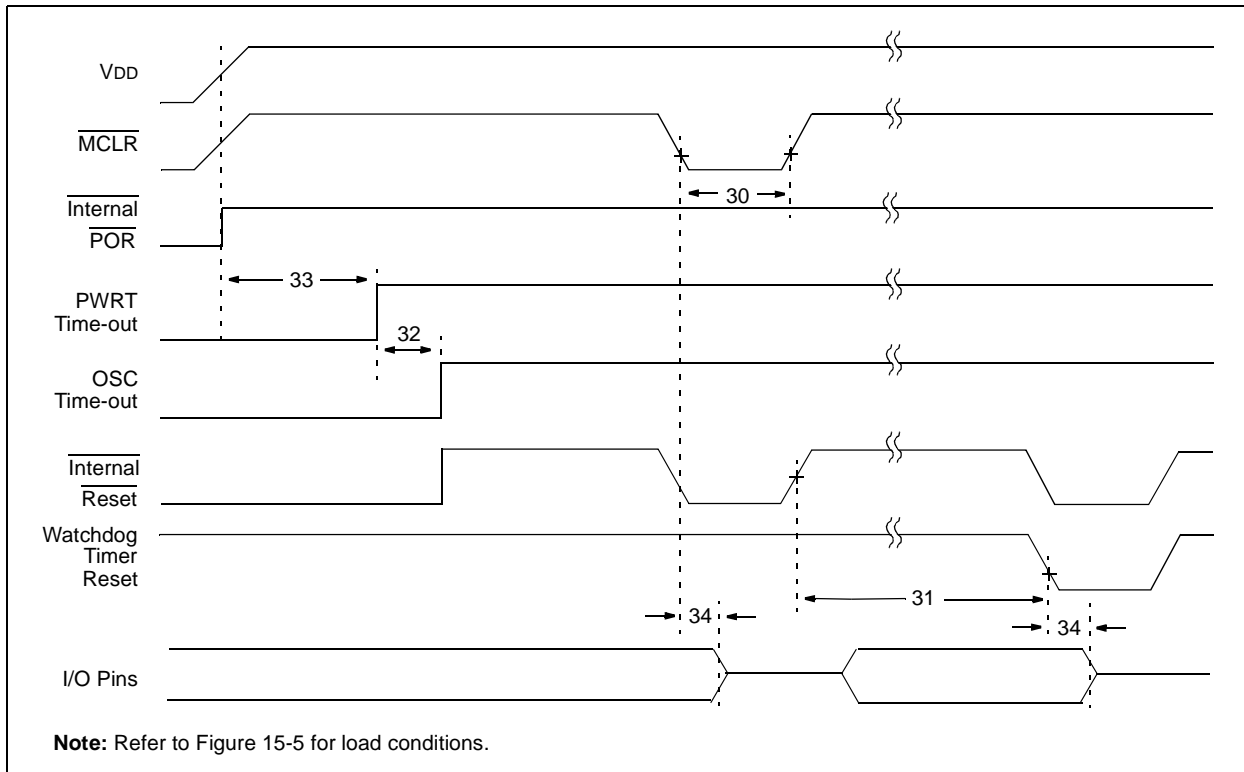 VDD
MCLR
30
Internal
POR
33
PWRT
Time-out
32
OSC
Time-out
Internal
Reset
Watchdog
Timer
Reset
31
34
34
I/O Pins
Note: Refer to Figure 15-5 for load conditions.